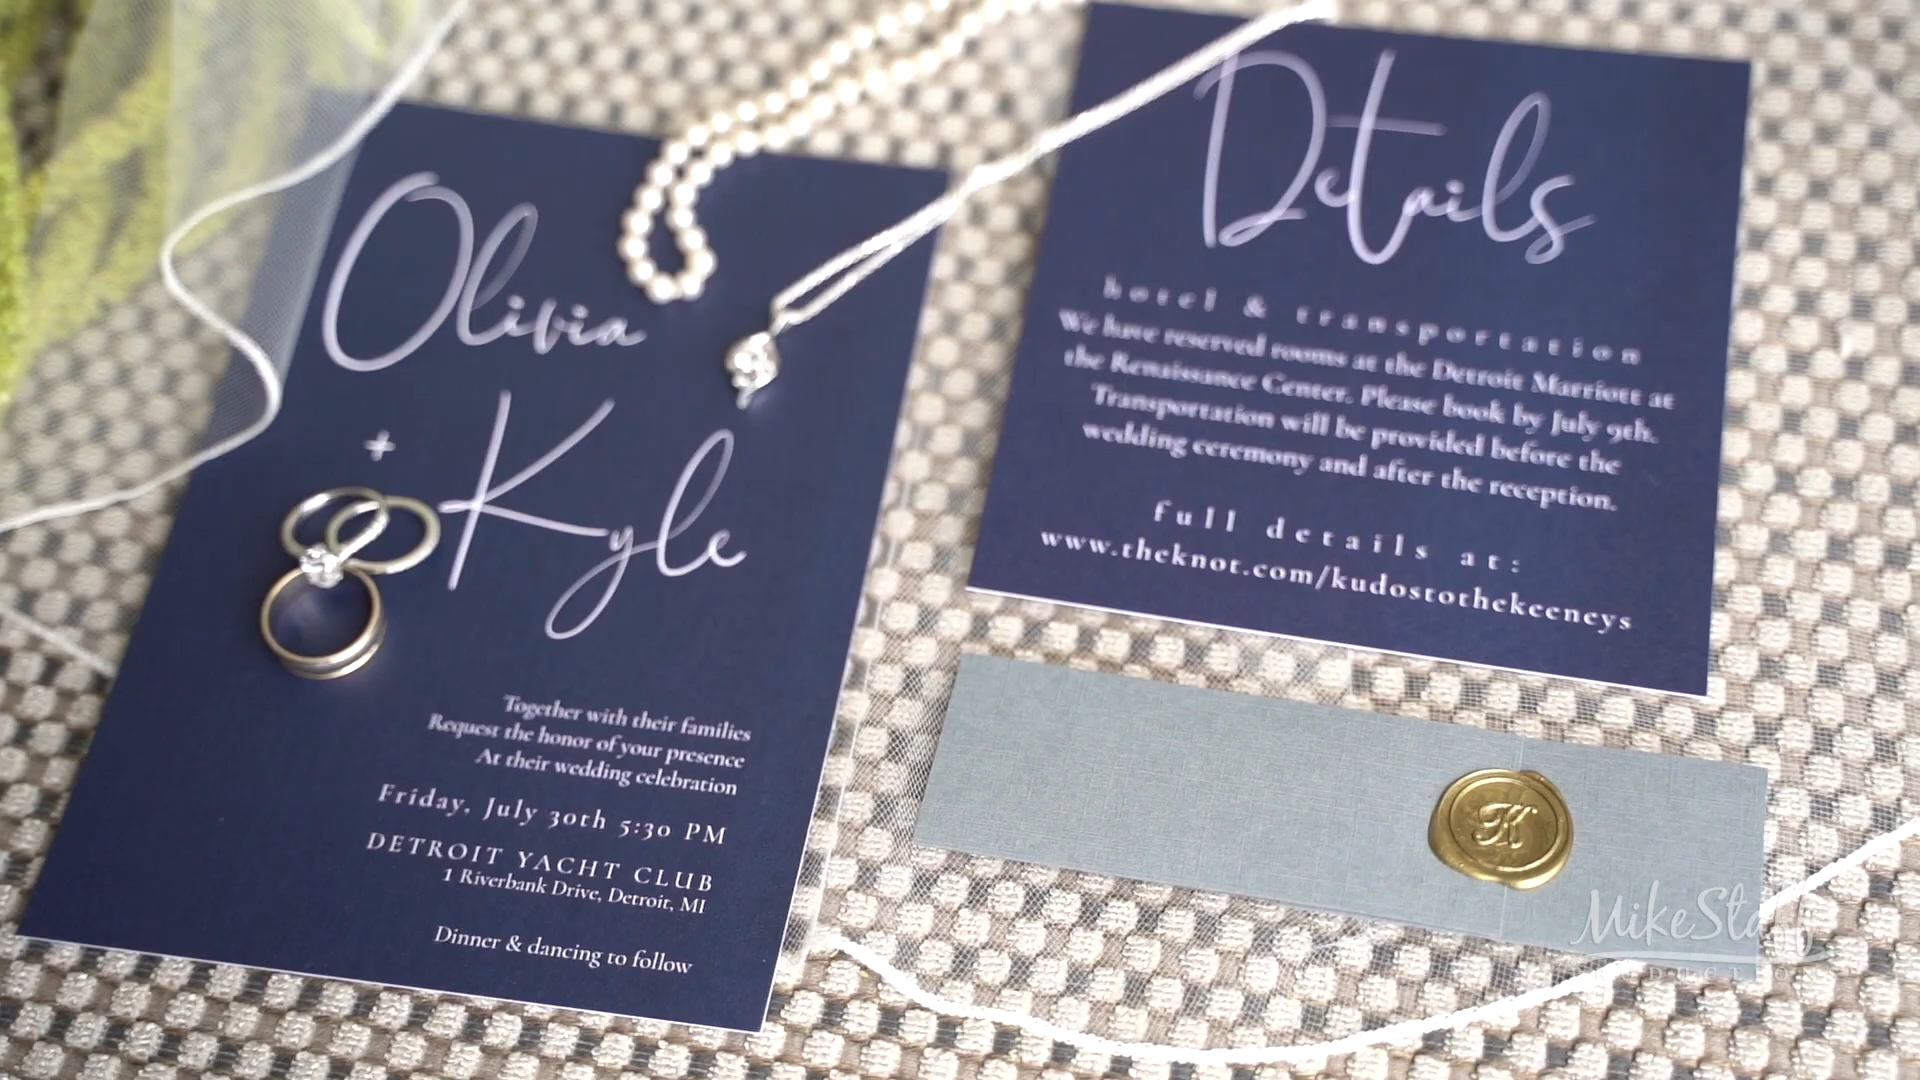 Olivia
+
Kyle
Together with their families
Request the honor of your presence
At their wedding celebration
Friday, July 30th 5:30 PM
DETROIT YACHT CLUB
1 Riverbank Drive, Detroit, MI
Dinner & dancing to follow
Details
hotel & transportation
We have reserved rooms at the Detroit Marriott at
the Renaissance Center. Please book by July 9th.
Transportation will be provided before the
wedding ceremony and after the reception.
full details at:
www.theknot.com/kudostothekeeneys
K